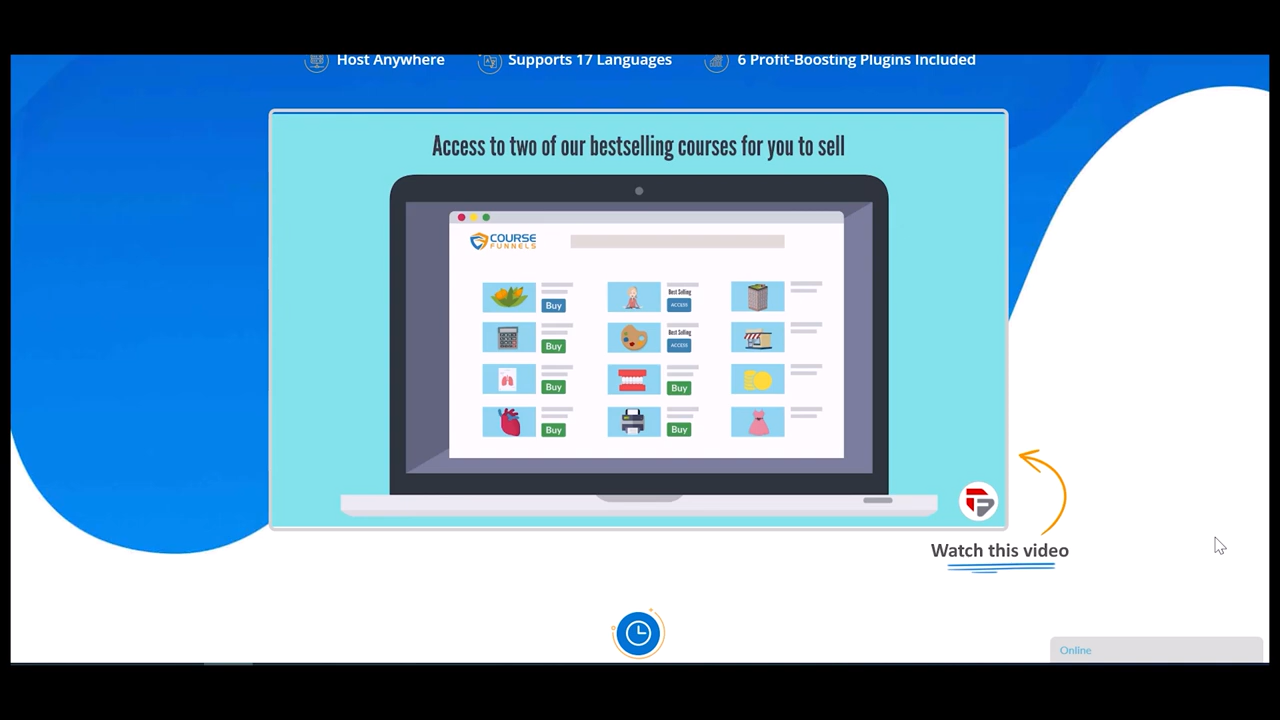 Host Anywhere Supports 17 Languages 6 Profit-Boosting Plugins Included
Access to two of our bestselling courses for you to sell
COURSE
FUNNELS
Buy Best Selling
ACCESS
Buy Best Selling
ACCESS
Buy Buy
Buy Buy
Watch this video
Online